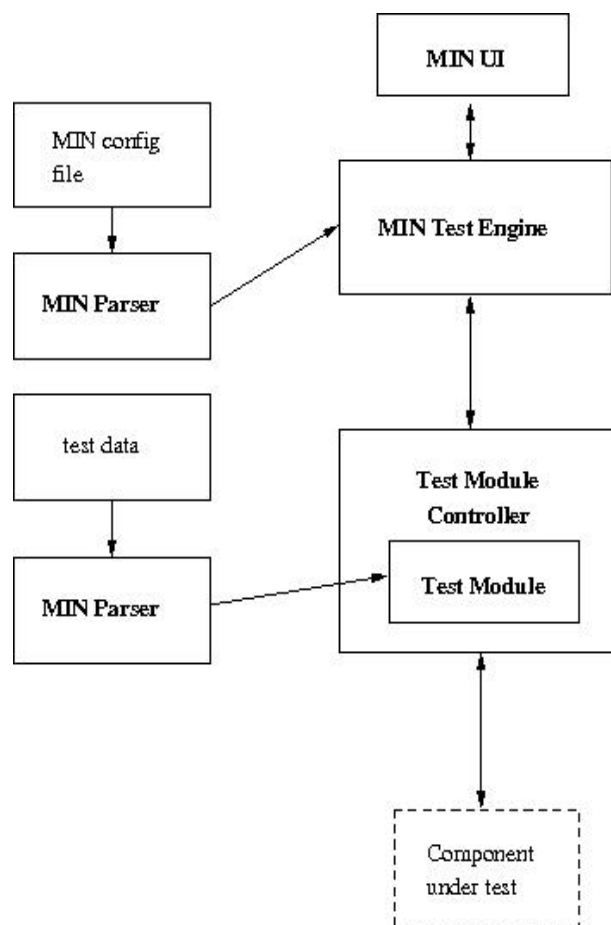 MIN UI
MIN config
file
MIN Test Engine
MIN Parser
test data
Test Module
Controller
Test Module
MIN Parser
Component
under test